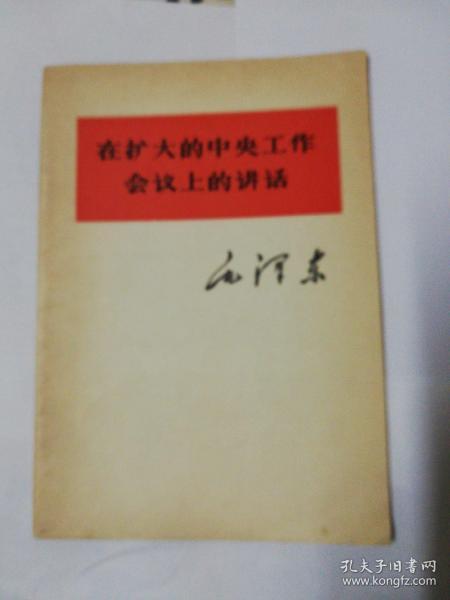 在扩大的中央工作
会议上的讲话
毛泽东
孔夫子旧书网
www.kongfz.com